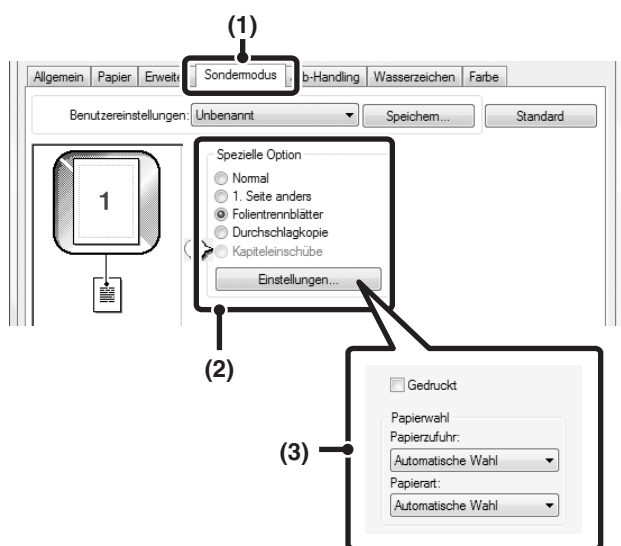 (1)
Allgemein Papier Erweite Sondermodus b-Handling Wasserzeichen Farbe
Benutzereinstellungen: Unbenannt Speichern... Standard
Spezielle Option
Normal
1. Seite anders
Folientrennblätter
Durchschlagkopie
Kapiteleinschübe
Einstellungen...
1
(2)
Gedruckt
Papierwahl
Papierzufuhr:
Automatische Wahl
Papierart:
Automatische Wahl
(3)